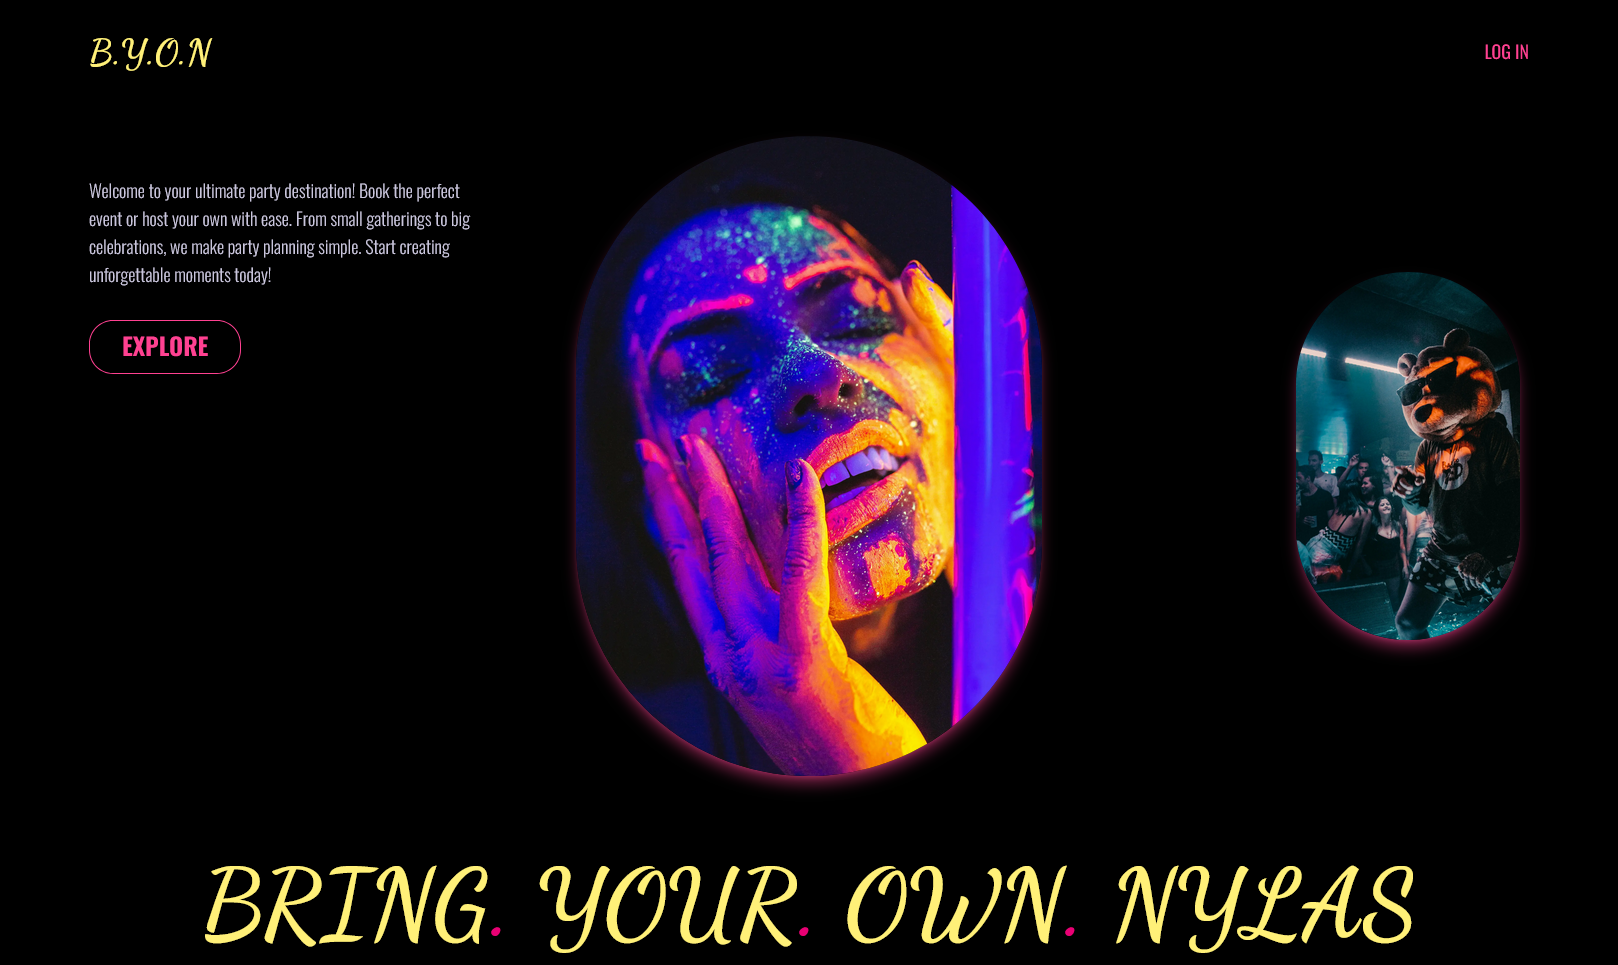 B.Y.O.N
LOG IN
Welcome to your ultimate party destination! Book the perfect
event or host your own with ease. From small gatherings to big
celebrations, we make party planning simple. Start creating
unforgettable moments today!
EXPLORE
BRING. YOUR. OWN. NYLAS